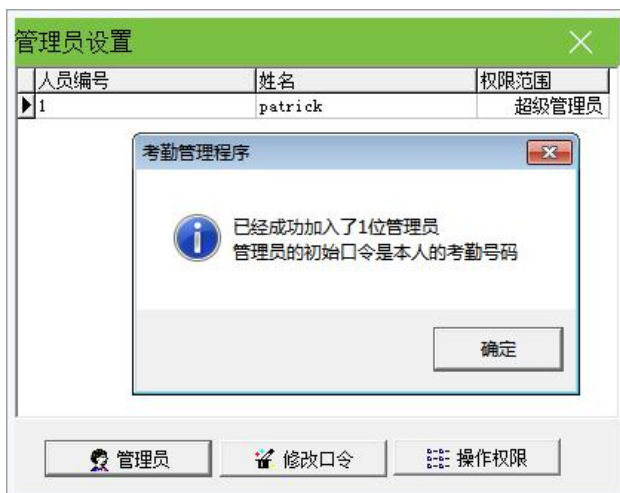 管理员设置
人员编号 姓名 权限范围
1 patrick 超级管理员
考勤管理程序
已经成功加入了1位管理员
管理员的初始口令是本人的考勤号码
确定
管理员 修改口令 操作权限